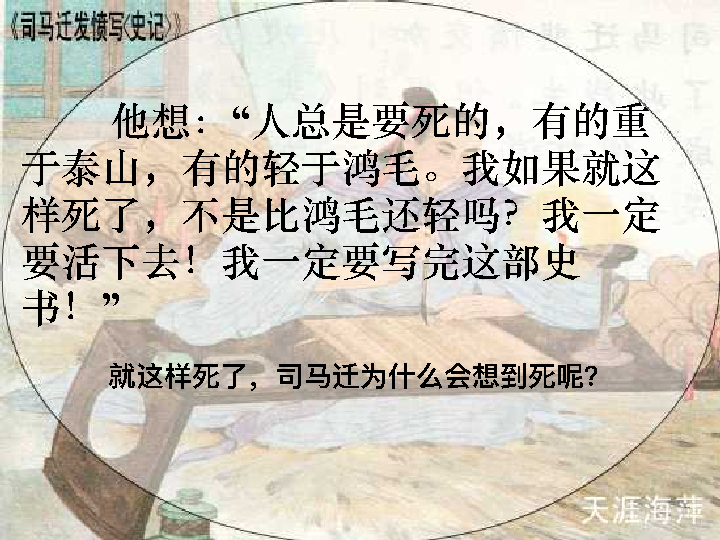 《司马迁发愤写《史记》》
他想：“人总是要死的，有的重
于泰山，有的轻于鸿毛。我如果就这
样死了，不是比鸿毛还轻吗？我一定
要活下去！我一定要写完这部史
书！”
就这样死了，司马迁为什么会想到死呢？
天涯海萍